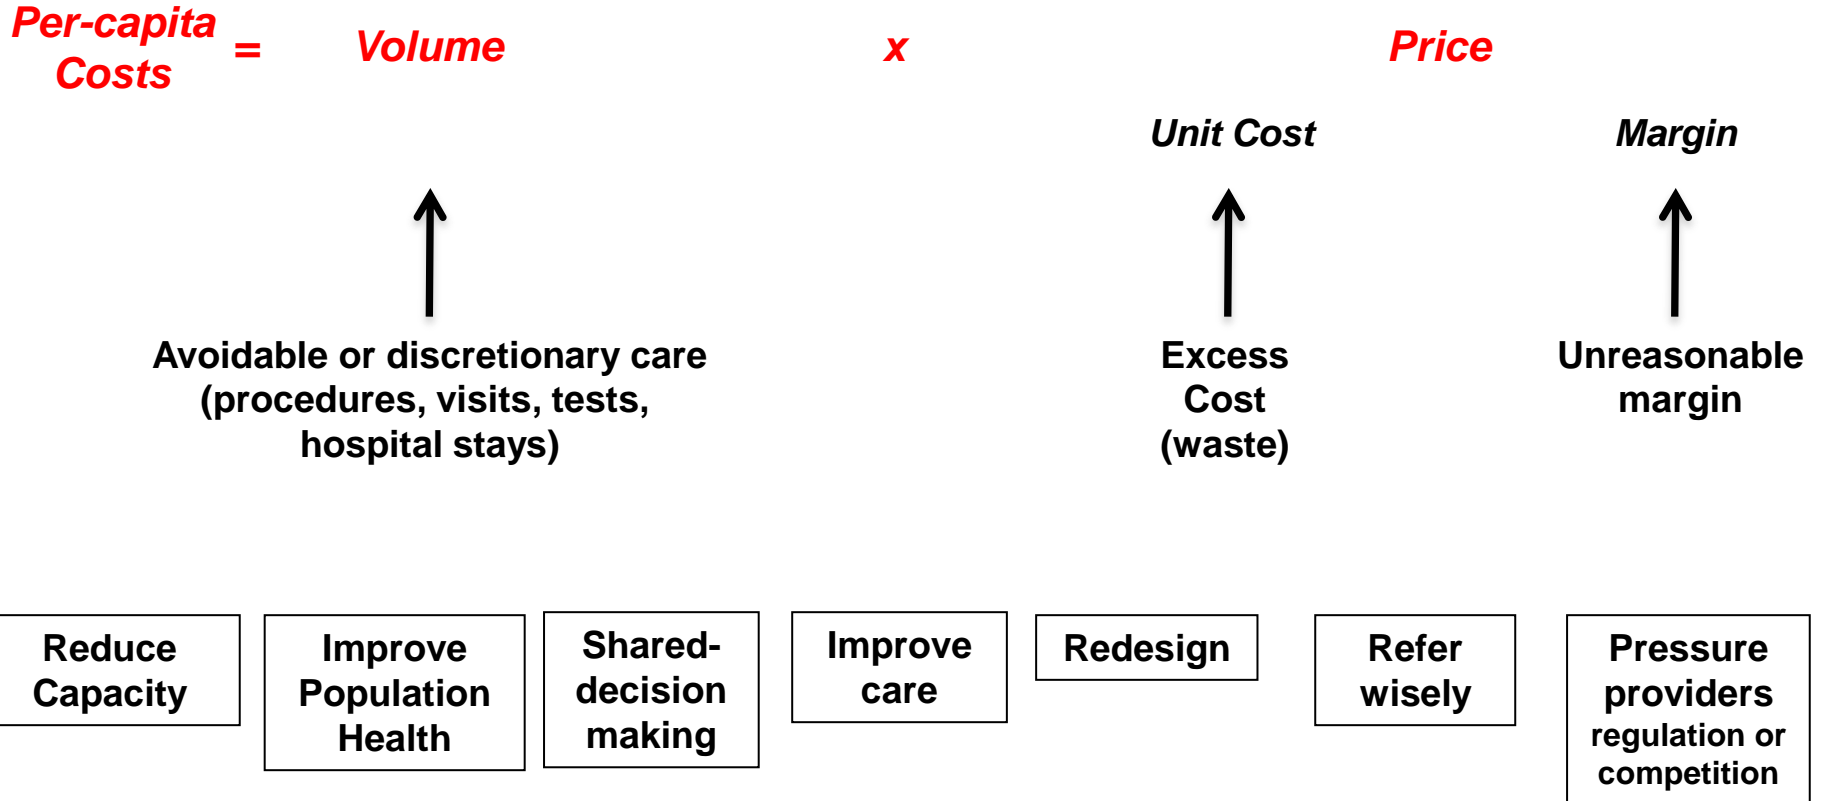 Per-capita
Costs
=
Volume
x
Price
Unit Cost
Margin
Avoidable or discretionary care
(procedures, visits, tests,
hospital stays)
Excess
Cost
(waste)
Unreasonable
margin
Reduce
Capacity
Improve
Population
Health
Shared-
decision
making
Improve
care
Redesign
Refer
wisely
Pressure
providers
regulation or
competition